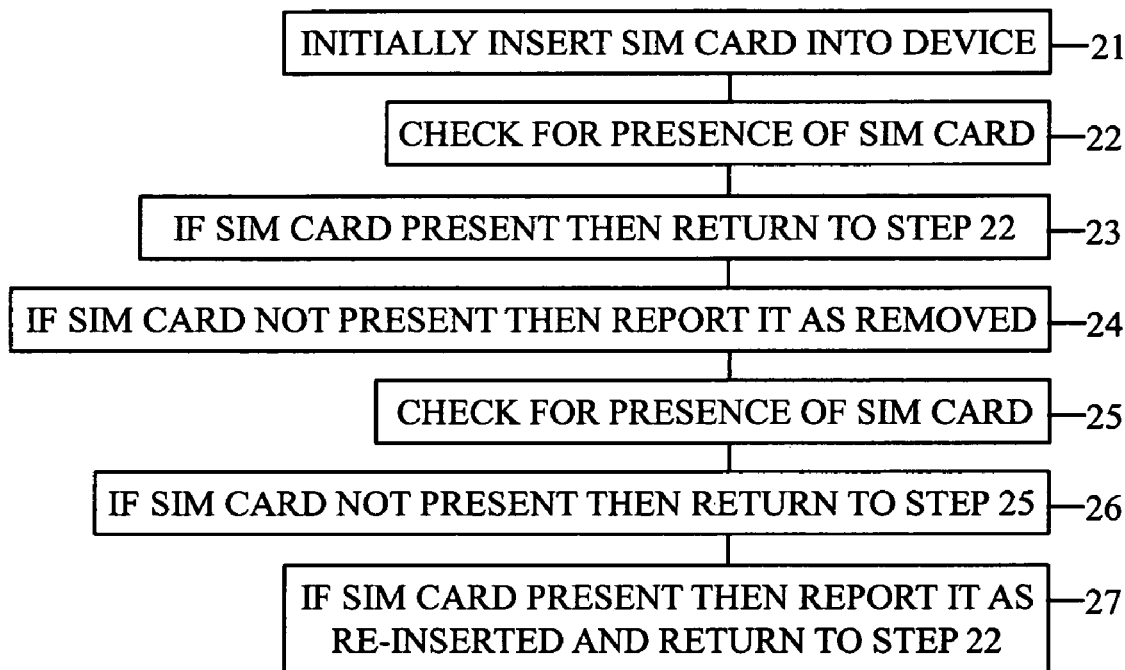 INITIALLY INSERT SIM CARD INTO DEVICE 21
CHECK FOR PRESENCE OF SIM CARD 22
IF SIM CARD PRESENT THEN RETURN TO STEP 22 23
IF SIM CARD NOT PRESENT THEN REPORT IT AS REMOVED 24
CHECK FOR PRESENCE OF SIM CARD 25
IF SIM CARD NOT PRESENT THEN RETURN TO STEP 25 26
IF SIM CARD PRESENT THEN REPORT IT AS 27
RE-INSERTED AND RETURN TO STEP 22